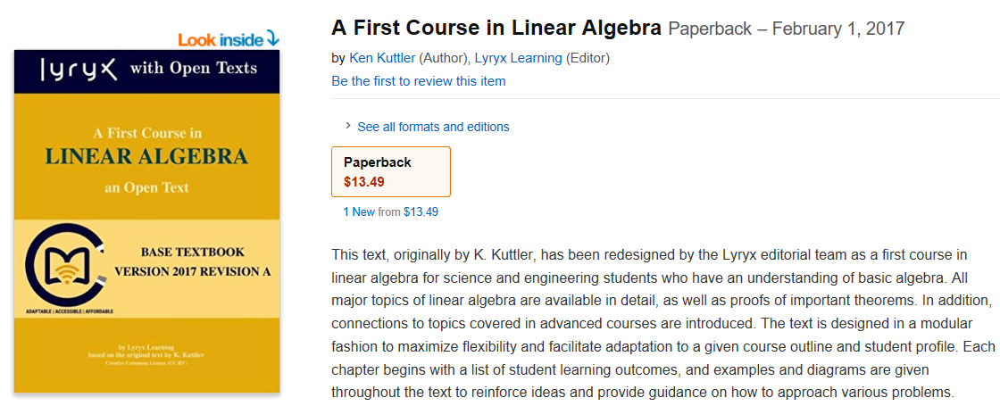 Look inside
lyryx with Open Texts
A First Course in
LINEAR ALGEBRA
an Open Text
BASE TEXTBOOK
VERSION 2017 REVISION A
ADAPTABLE | ACCESSIBLE | AFFORDABLE
by Lyryx Learning
based on the original text by K. Kuttler
Creative Commons License (CC BY)
A First Course in Linear Algebra Paperback – February 1, 2017
by Ken Kuttler (Author), Lyryx Learning (Editor)
Be the first to review this item
See all formats and editions
Paperback
$13.49
1 New from $13.49
This text, originally by K. Kuttler, has been redesigned by the Lyryx editorial team as a first course in
linear algebra for science and engineering students who have an understanding of basic algebra. All
major topics of linear algebra are available in detail, as well as proofs of important theorems. In addition,
connections to topics covered in advanced courses are introduced. The text is designed in a modular
fashion to maximize flexibility and facilitate adaptation to a given course outline and student profile. Each
chapter begins with a list of student learning outcomes, and examples and diagrams are given
throughout the text to reinforce ideas and provide guidance on how to approach various problems.